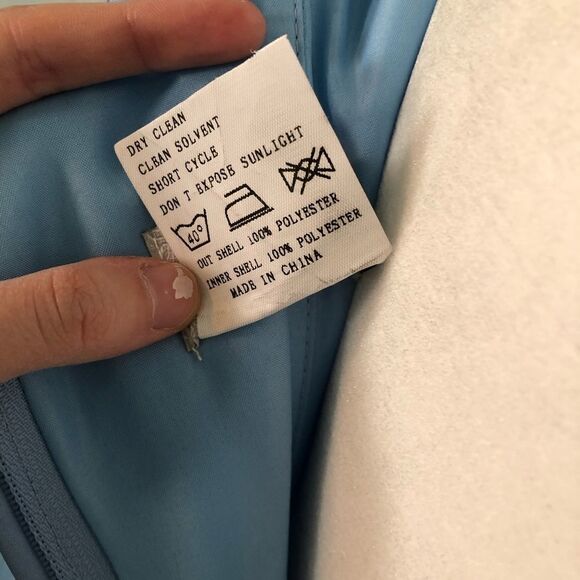 DRY CLEAN
CLEAN SOLVENT
SHORT CYCLE
DON T EXPOSE SUNLIGHT
40°
OUT SHELL 100% POLYESTER
INNER SHELL 100% POLYESTER
MADE IN CHINA